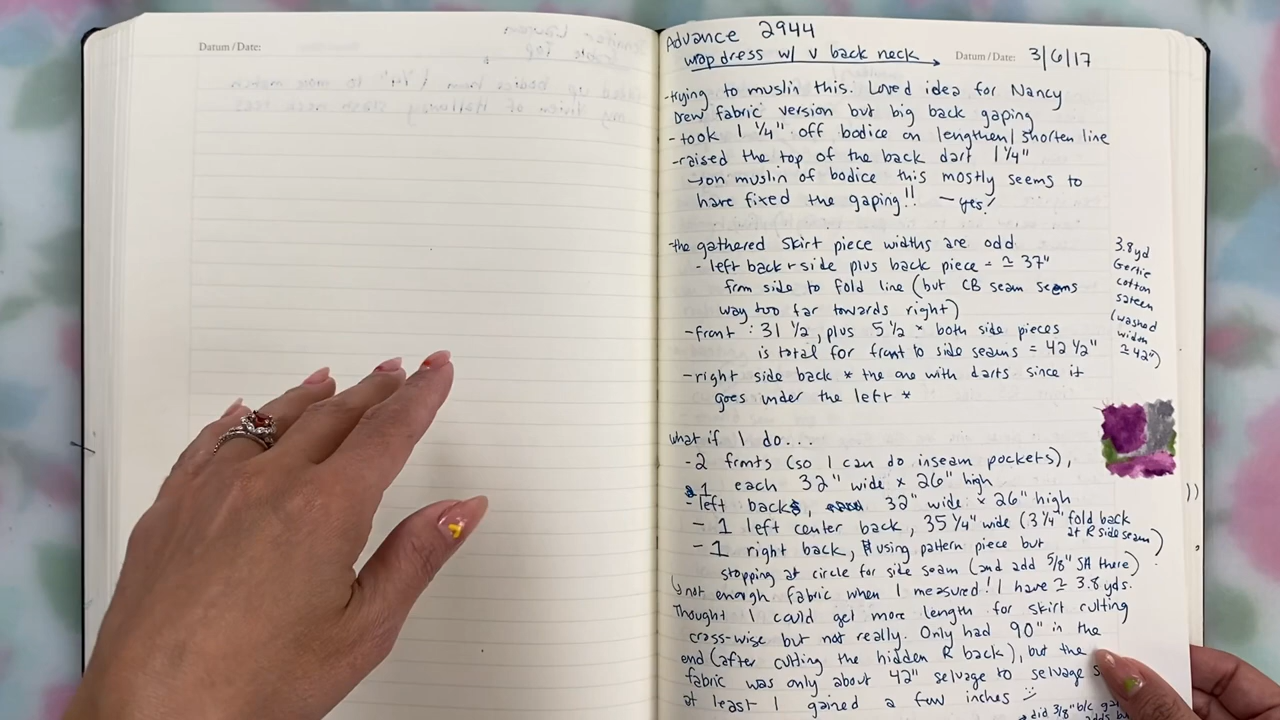 Datum / Date:
Advance 2944
wrap dress w/ v back neck
Datum / Date: 3/6/17
- trying to muslin this. Loved idea for Nancy
Drew fabric version but big back gaping
- took 1 1/4" off bodice on lengthen/shorten line
- raised the top of the back dart 1 1/4"
↳ on muslin of bodice this mostly seems to
have fixed the gaping!! - yes!
- the gathered skirt piece widths are odd
- left back + side plus back piece = ≅ 37"
from side to fold line (but CB seam seems
way too far towards right)
- front : 31 1/2, plus 5 1/2 * both side pieces
is total for front to side seams = 42 1/2"
- right side back * the one with darts since it
goes under the left *
3.8yd
Gertie
cotton
sateen
(washed
width
≅ 42")
what if I do...
- 2 fronts (so I can do inseam pockets),
each 32" wide x 26" high
- 1 left back, 32" wide x 26" high
- 1 left center back, 35 1/4" wide (3 1/4" fold back
at R side seam)
- 1 right back, using pattern piece but
stopping at circle for side seam (and add 5/8" SA there)
↳ not enough fabric when I measured! I have ≅ 3.8 yds.
Thought I could get more length for skirt cutting
cross-wise but not really. Only had 90" in the
end (after cutting the hidden R back), but the
fabric was only about 42" selvage to selvage s
at least I gained a few inches :)
→ did 3/8" b/c